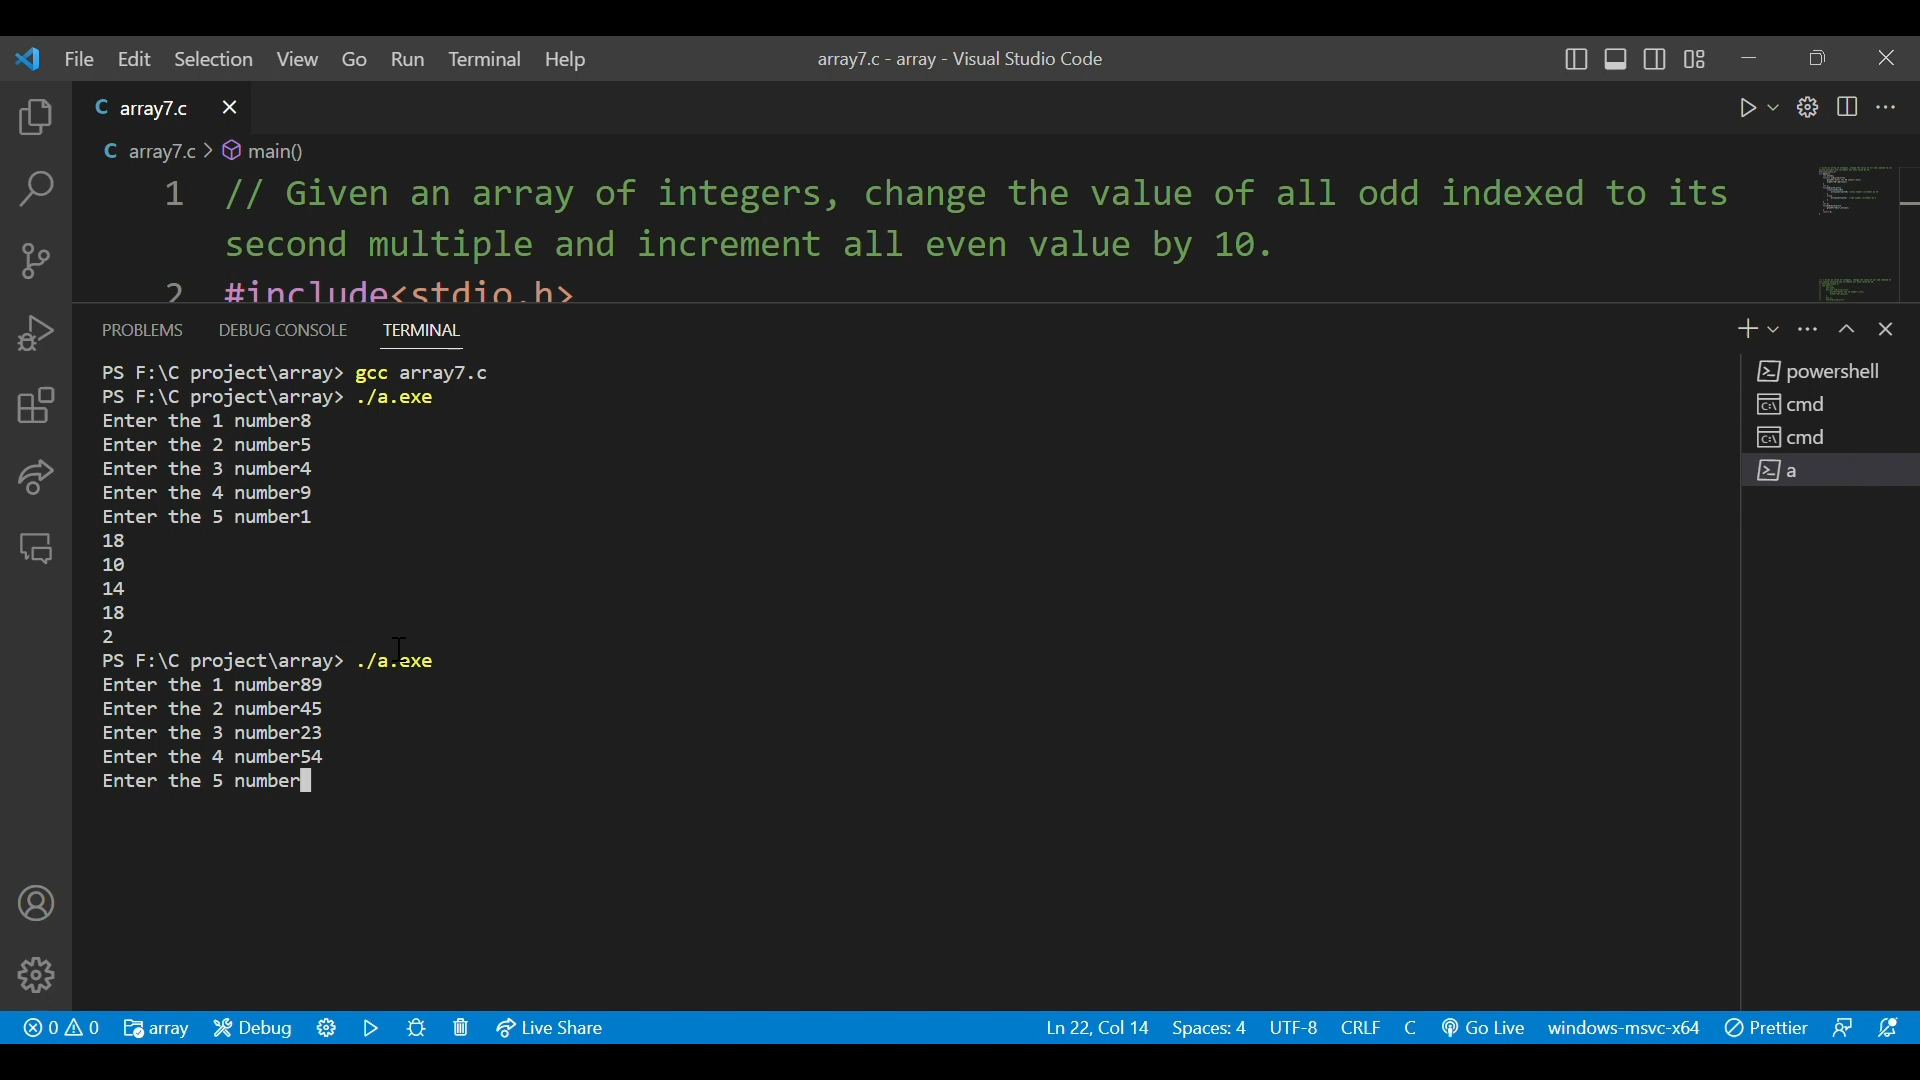 File Edit Selection View Go Run Terminal Help array7.c - array - Visual Studio Code
C array7.c
C array7.c > main()
1 // Given an array of integers, change the value of all odd indexed to its
second multiple and increment all even value by 10.
2 #include<stdio.h>
PROBLEMS DEBUG CONSOLE TERMINAL
PS F:\C project\array> gcc array7.c
PS F:\C project\array> ./a.exe
Enter the 1 number8
Enter the 2 number5
Enter the 3 number4
Enter the 4 number9
Enter the 5 number1
18
10
14
18
2
PS F:\C project\array> ./a.exe
Enter the 1 number89
Enter the 2 number45
Enter the 3 number23
Enter the 4 number54
Enter the 5 number
powershell
cmd
cmd
a
0 0 array Debug Live Share Ln 22, Col 14 Spaces: 4 UTF-8 CRLF C Go Live windows-msvc-x64 Prettier